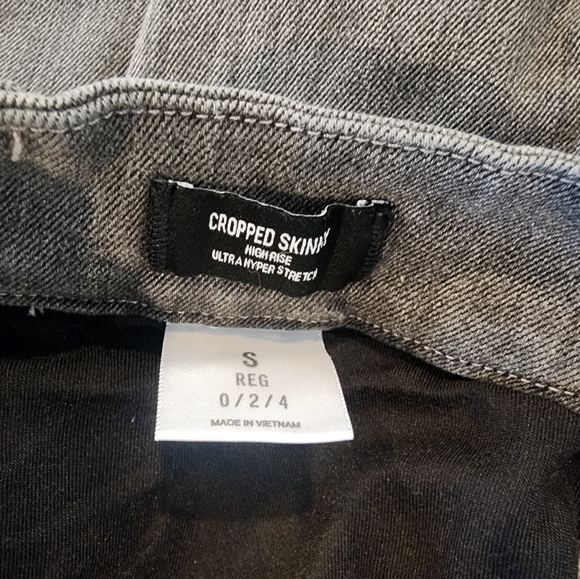 CROPPED SKINNY
HIGH RISE
ULTRA HYPER STRETCH
S
REG
0/2/4
MADE IN VIETNAM